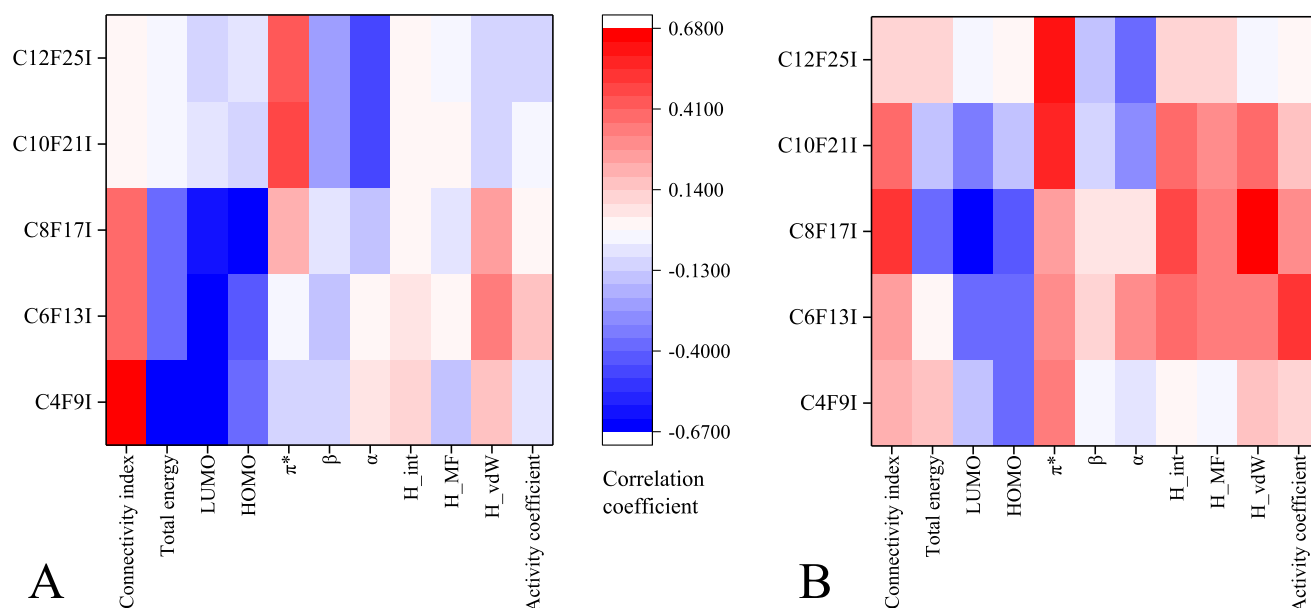 C12F25I
C10F21I
C8F17I
C6F13I
C4F9I
Connectivity index
Total energy
LUMO
HOMO
π*
β
α
H_int
H_MF
H_vdW
Activity coefficient
A
0.6800
0.4100
0.1400
-0.1300
-0.4000
-0.6700
Correlation
coefficient
C12F25I
C10F21I
C8F17I
C6F13I
C4F9I
Connectivity index
Total energy
LUMO
HOMO
π*
β
α
H_int
H_MF
H_vdW
Activity coefficient
B